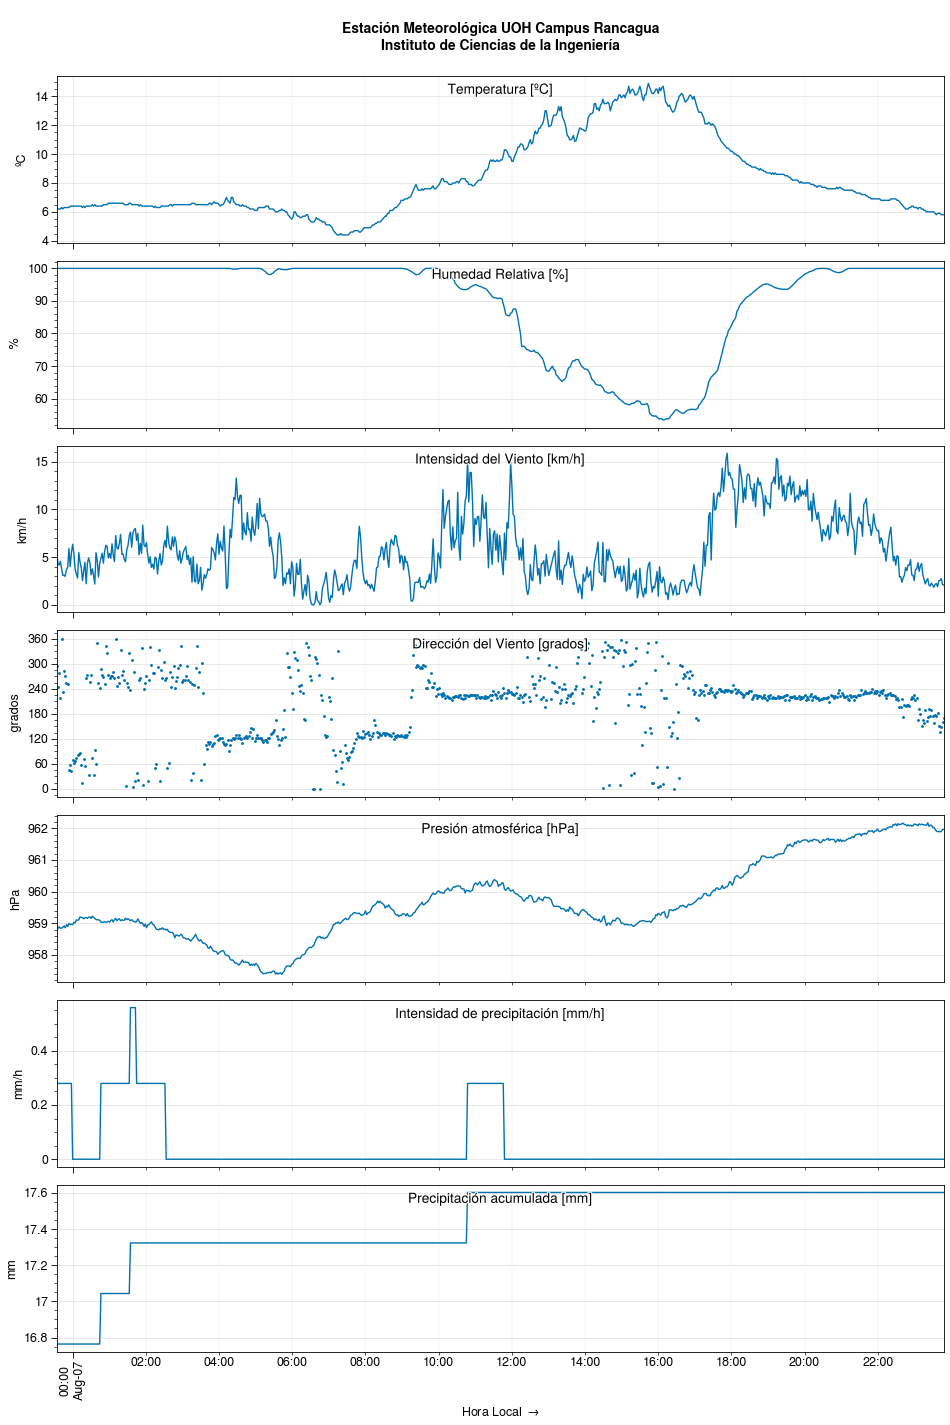 Estación Meteorológica UOH Campus Rancagua
Instituto de Ciencias de la Ingeniería
Temperatura [ºC]
14
12
10
8
6
4
ºC
Humedad Relativa [%]
100
90
80
70
60
%
Intensidad del Viento [km/h]
15
10
5
0
km/h
Dirección del Viento [grados]
360
300
240
180
120
60
0
grados
Presión atmosférica [hPa]
962
961
960
959
958
hPa
Intensidad de precipitación [mm/h]
0.4
0.2
0
mm/h
Precipitación acumulada [mm]
17.6
17.4
17.2
17
16.8
mm
00:00
Aug-07
02:00 04:00 06:00 08:00 10:00 12:00 14:00 16:00 18:00 20:00 22:00
Hora Local →